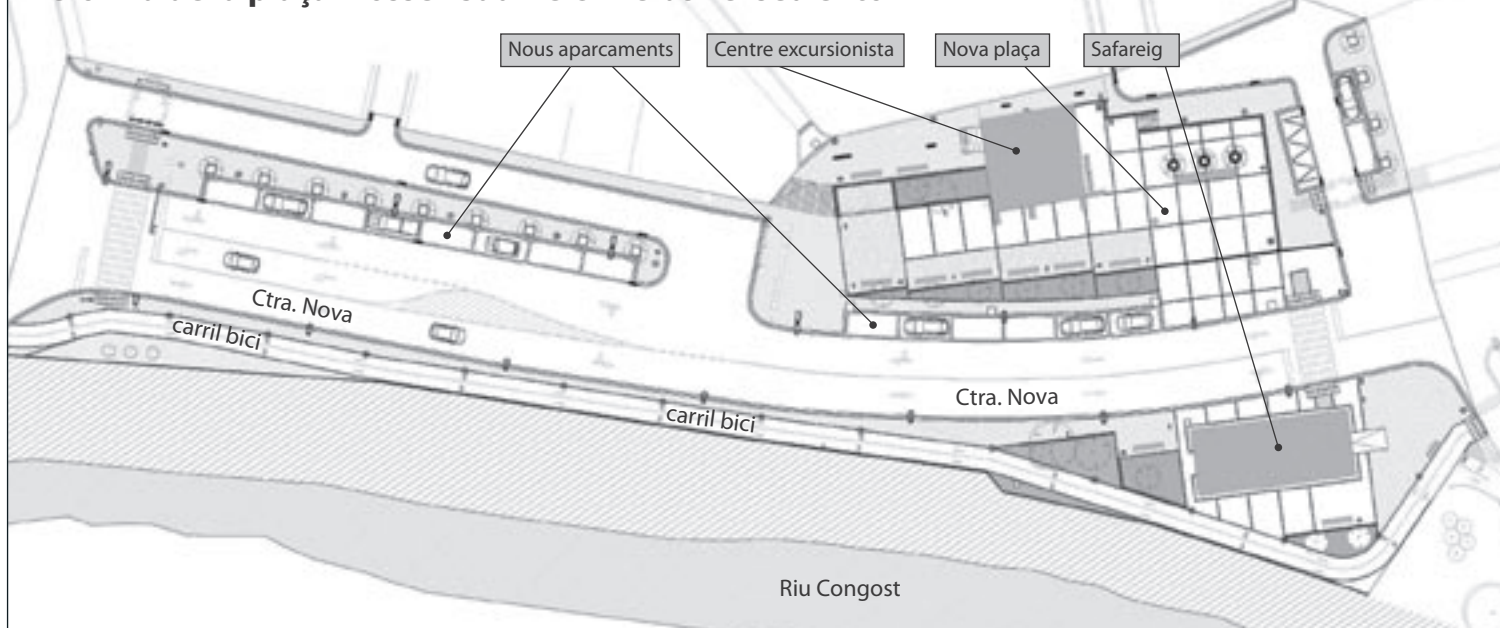 Nous aparcaments
Centre excursionista
Nova plaça
Safareig
Ctra. Nova
carril bici
Ctra. Nova
carril bici
Riu Congost